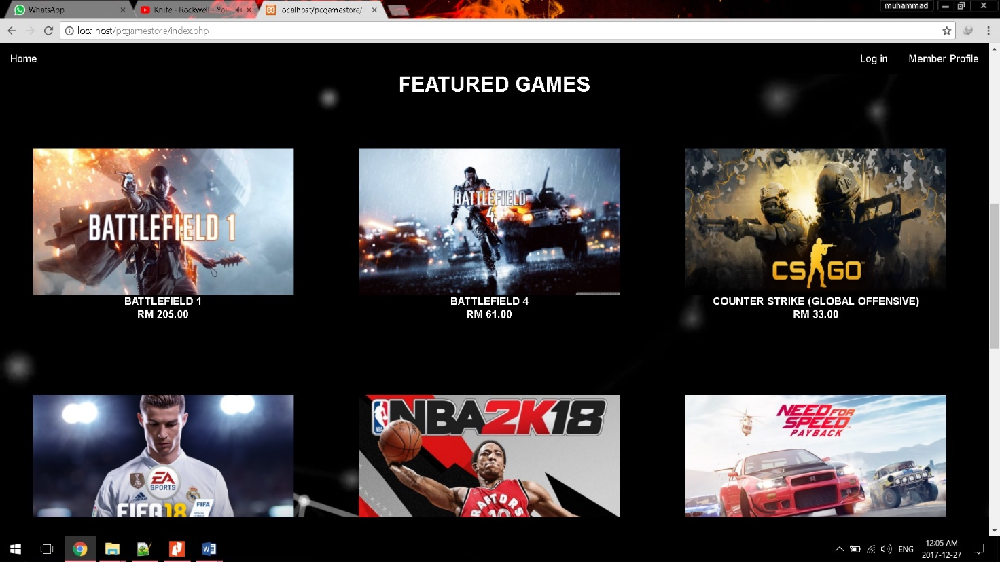 WhatsApp
Knife - Rockwell - Yo
localhost/pcgamestore/i
muhammad
localhost/pcgamestore/index.php
Home
Log in
Member Profile
FEATURED GAMES
BATTLEFIELD 1
BATTLEFIELD
4
CS GO
BATTLEFIELD 1
RM 205.00
BATTLEFIELD 4
RM 61.00
COUNTER STRIKE (GLOBAL OFFENSIVE)
RM 33.00
EA
SPORTS
FIFA 18
FIFA
NBA
NBA2K18
RAPTORS
NEED FOR
SPEED
PAYBACK
ENG
12:05 AM
2017-12-27